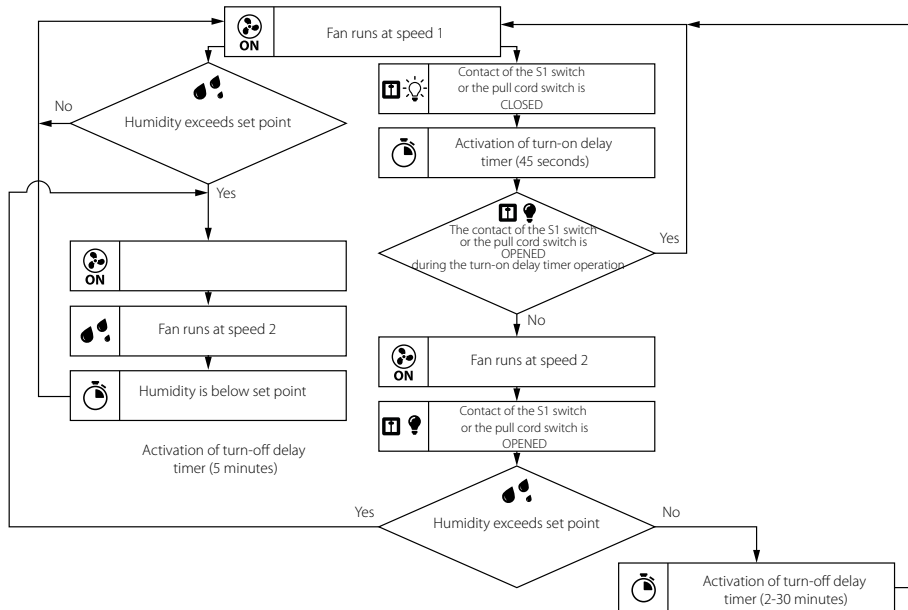 ON
Fan runs at speed 1
No
Humidity exceeds set point
Yes
ON
Fan runs at speed 2
Humidity is below set point
Activation of turn-off delay
timer (5 minutes)
Contact of the S1 switch
or the pull cord switch is
CLOSED
Activation of turn-on delay
timer (45 seconds)
The contact of the S1 switch
or the pull cord switch is
OPENED
during the turn-on delay timer operation
Yes
No
ON
Fan runs at speed 2
Contact of the S1 switch
or the pull cord switch is
OPENED
Yes
Humidity exceeds set point
No
Activation of turn-off delay
timer (2-30 minutes)